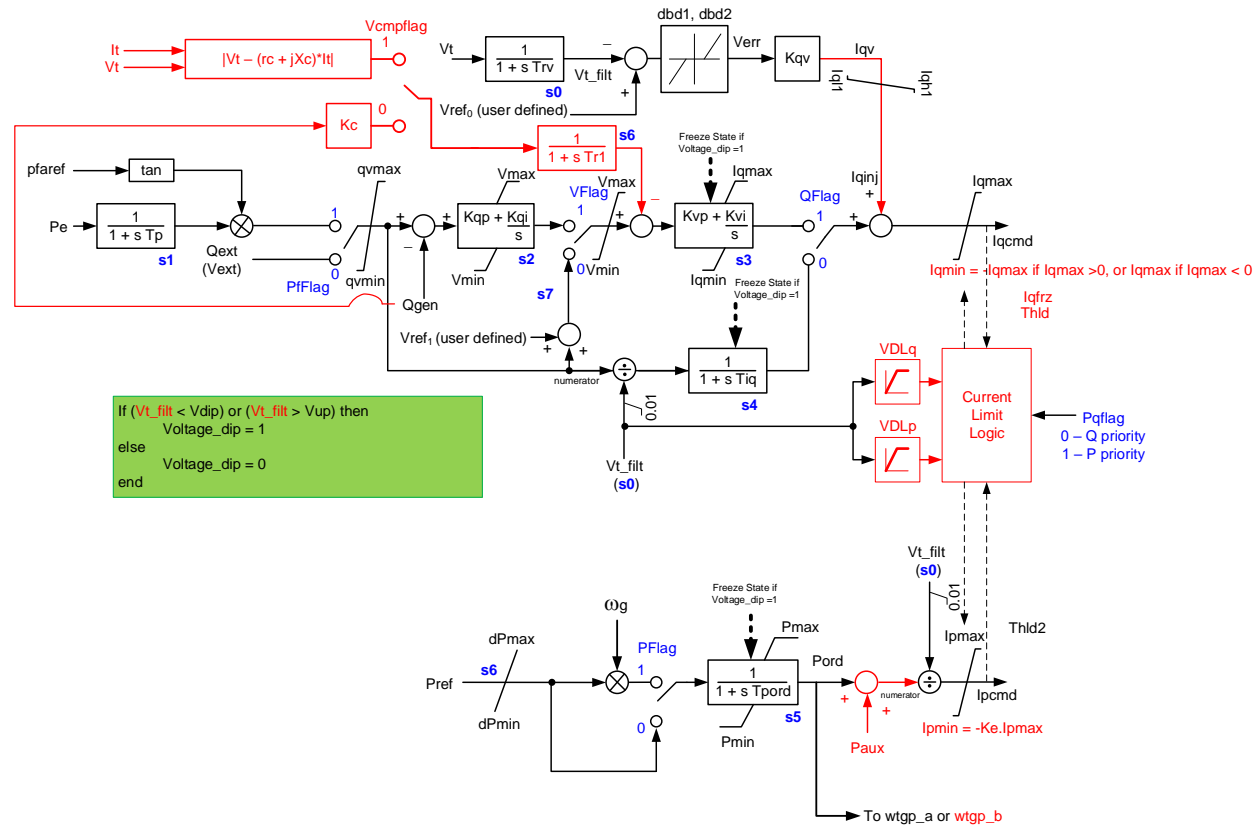 dbd1, dbd2
Vcmpflag
1
It
Vt
|Vt – (rc + jXc)*It|
Vt
1
1 + s Trv
s0
–
Vt_filt
+
Verr
Kqv
Iqv
Iql1
Iqh1
Vref0 (user defined)
Kc
0
s6
1
1 + s Tr1
Freeze State if
Voltage_dip =1
pfaref
tan
qvmax
Vmax
VFlag
Vmax
–
Iqmax
QFlag
Iqinj
+
Iqmax
Pe
1
1 + s Tp
s1
1
+
–
+
Kqp + Kqi
s
s2
1
+
+
Kvp + Kvi
s
s3
1
+
Iqcmd
Qext
(Vext)
0
PfFlag
qvmin
Vmin
0
Vmin
Iqmin
0
Iqmin = -Iqmax if Iqmax >0, or Iqmax if Iqmax < 0
s7
Qgen
Freeze State if
Voltage_dip =1
Iqfrz
Thld
Vref1 (user defined)
+
+
numerator
÷
1
1 + s Tiq
s4
0.01
VDLq
VDLp
Current
Limit
Logic
Pqflag
0 – Q priority
1 – P priority
If (Vt_filt < Vdip) or (Vt_filt > Vup) then
Voltage_dip = 1
else
Voltage_dip = 0
end
Vt_filt
(s0)
Vt_filt
(s0)
0.01
Freeze State if
Voltage_dip =1
ωg
dPmax
s6
Pref
dPmin
PFlag
1
0
Pmax
1
1 + s Tpord
s5
Pmin
Pord
+
+
Paux
numerator
÷
Ipmax
Thld2
Ipcmd
Ipmin = -Ke.Ipmax
To wtgp_a or wtgp_b